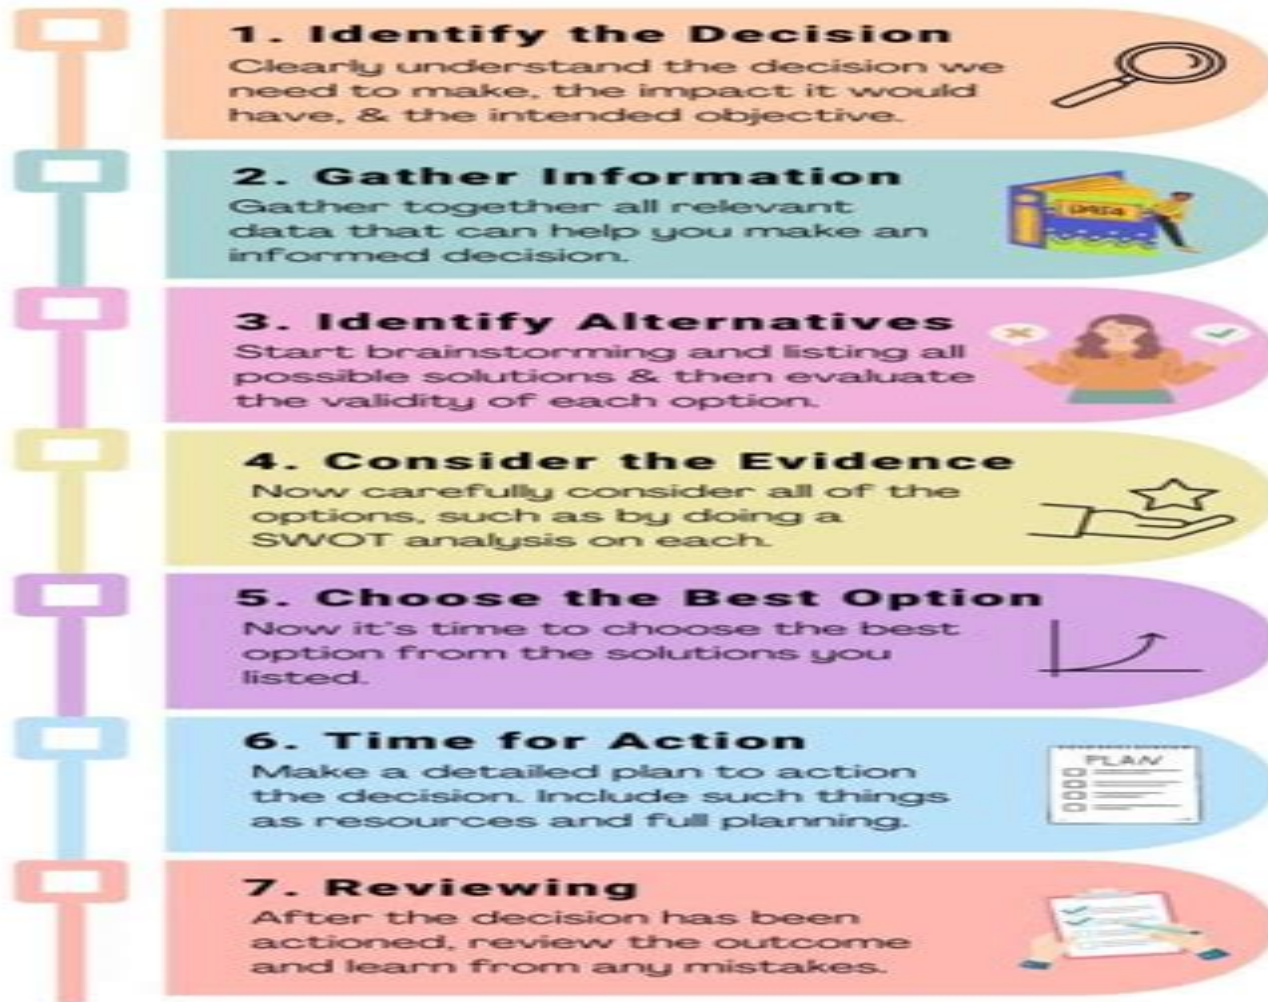 1. Identify the Decision
Clearly understand the decision we
need to make, the impact it would
have, & the intended objective.
2. Gather Information
Gather together all relevant
data that can help you make an
informed decision.
DATA
3. Identify Alternatives
Start brainstorming and listing all
possible solutions & then evaluate
the validity of each option.
4. Consider the Evidence
Now carefully consider all of the
options, such as by doing a
SWOT analysis on each.
5. Choose the Best Option
Now it's time to choose the best
option from the solutions you
listed.
6. Time for Action
Make a detailed plan to action
the decision. Include such things
as resources and full planning.
PLAN
7. Reviewing
After the decision has been
actioned, review the outcome
and learn from any mistakes.